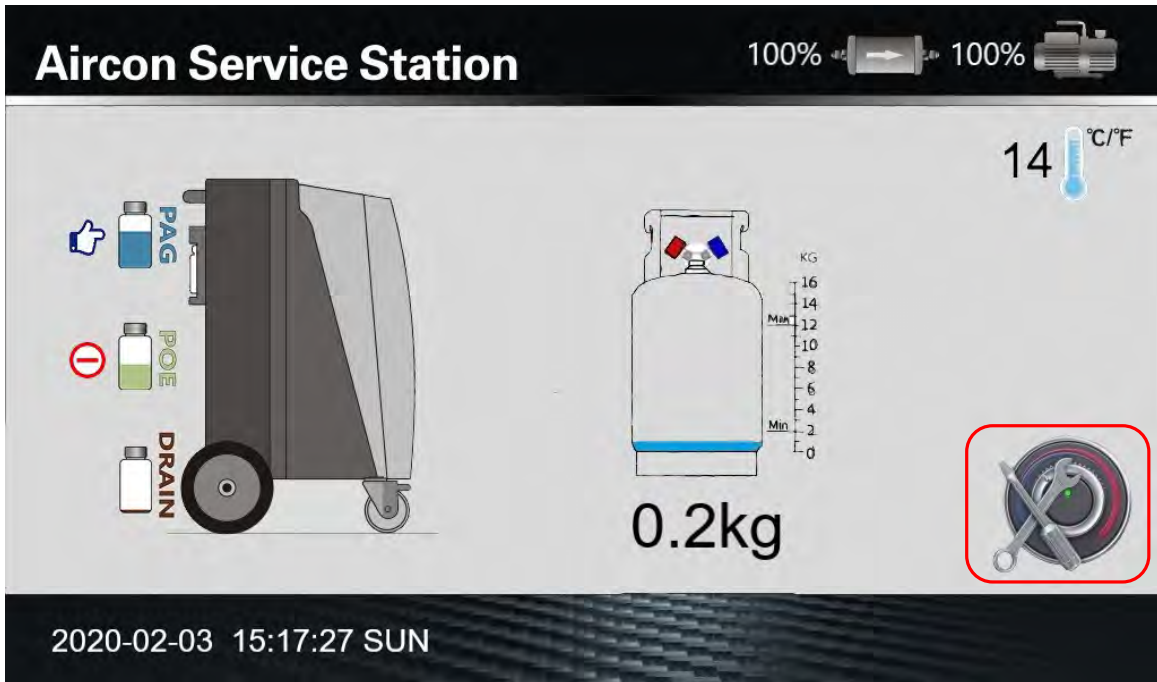 Aircon Service Station
100%
100%
14
°C/°F
PAG
POE
DRAIN
KG
16
14
Max
12
10
8
6
4
Min
2
0
0.2kg
2020-02-03 15:17:27 SUN